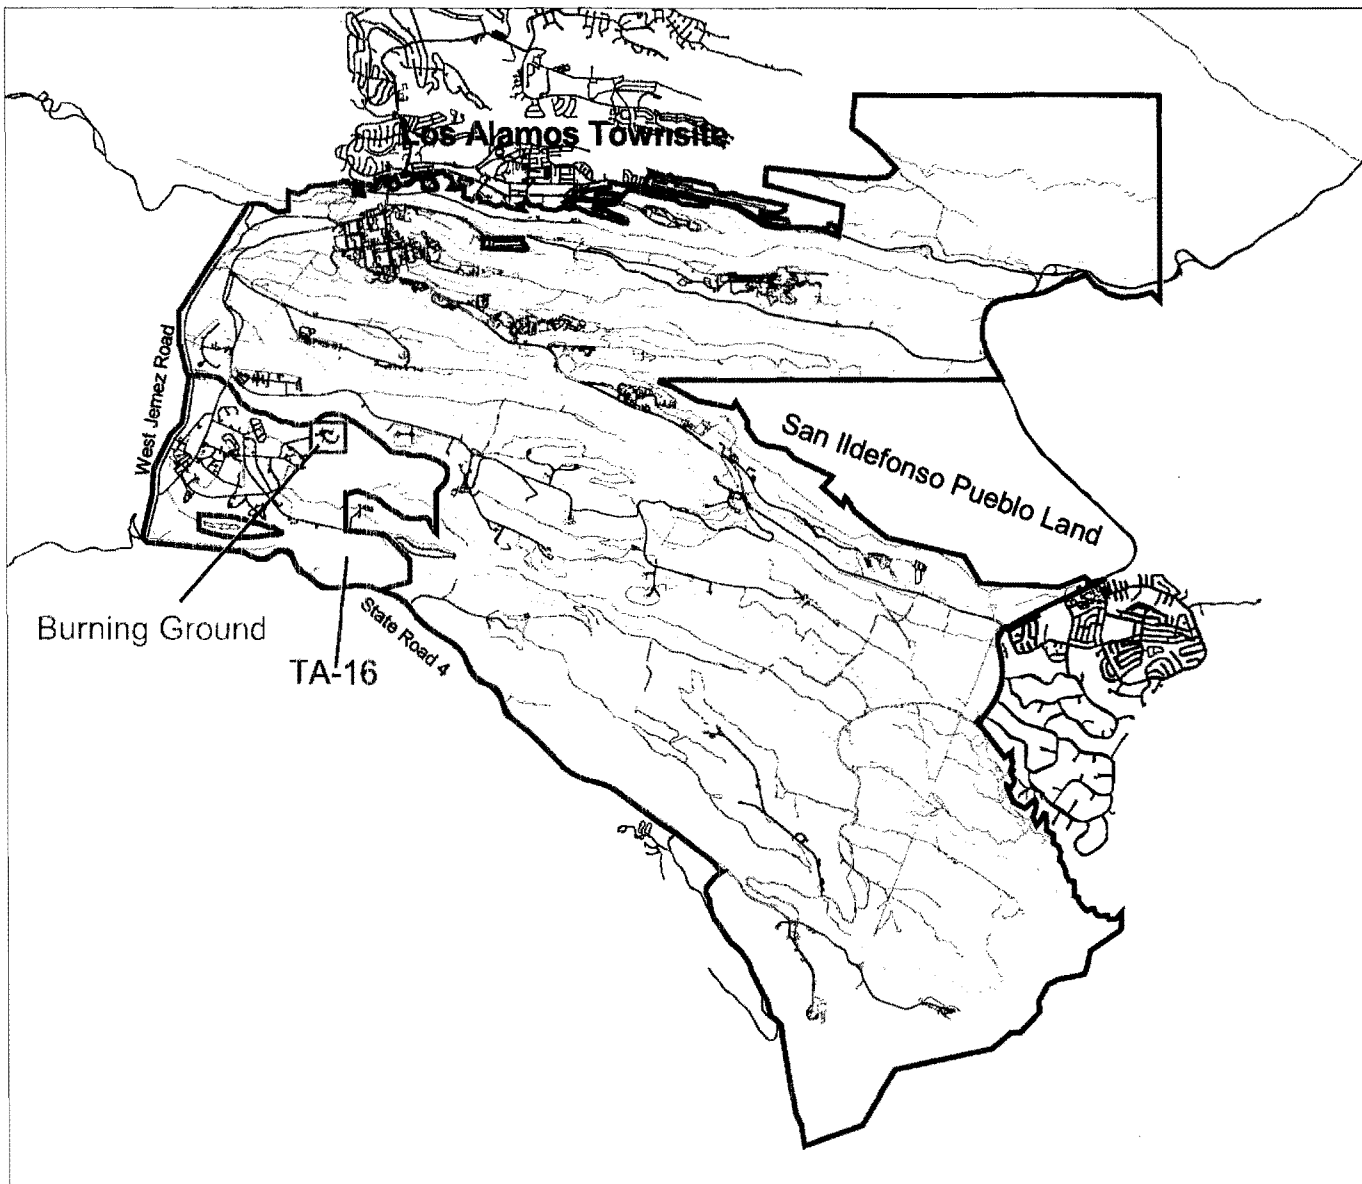 Los Alamos Townsite
West Jemez Road
San Ildefonso Pueblo Land
Burning Ground
State Road 4
TA-16